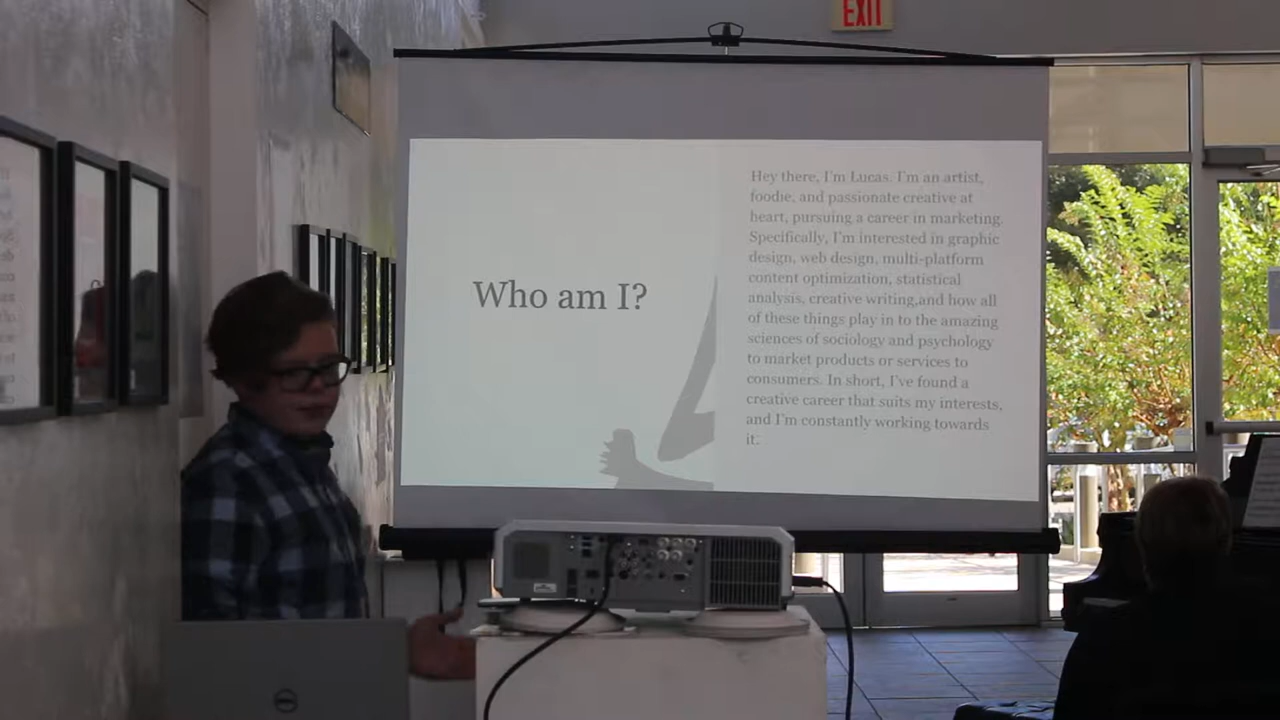 EXIT
Who am I?
Hey there, I'm Lucas. I'm an artist,
foodie, and passionate creative at
heart, pursuing a career in marketing.
Specifically, I'm interested in graphic
design, web design, multi-platform
content optimization, statistical
analysis, creative writing,and how all
of these things play in to the amazing
sciences of sociology and psychology
to market products or services to
consumers. In short, I've found a
creative career that suits my interests,
and I'm constantly working towards
it.
DELL